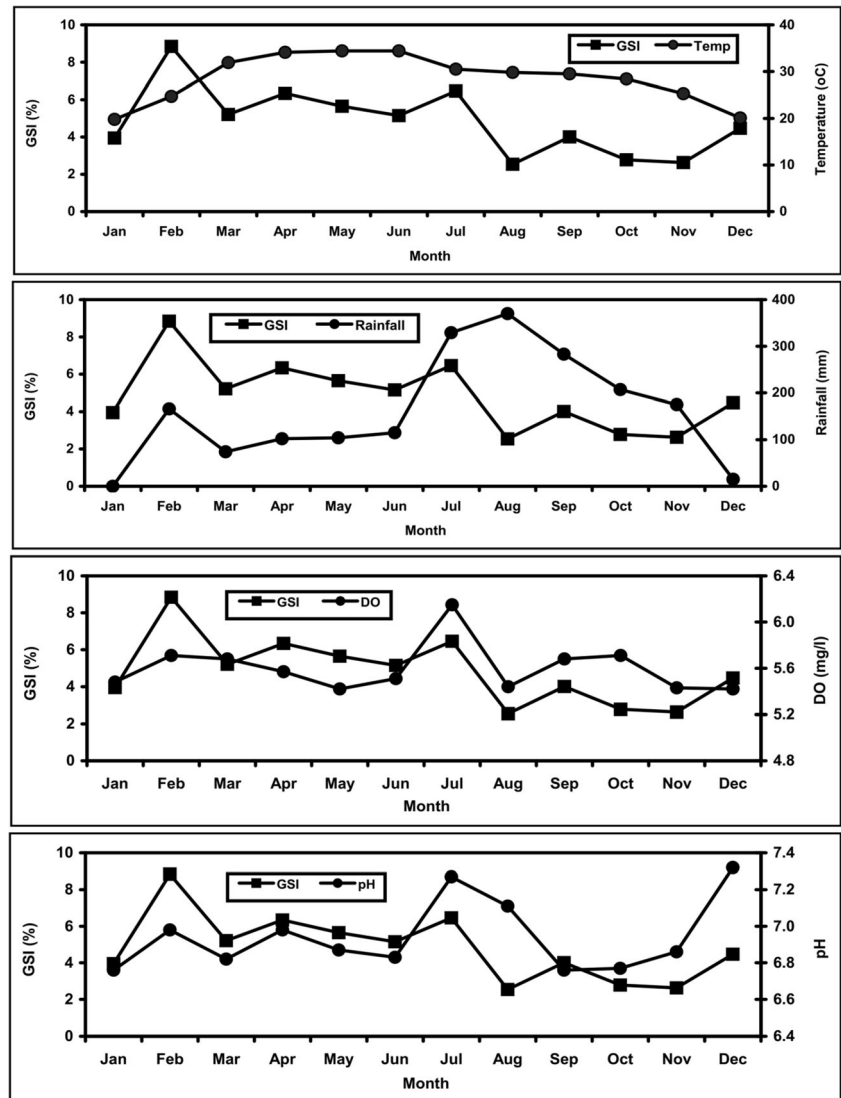 GSI Temp
10 8 6 4 2 0
GSI (%)
40 30 20 10 0
Temperature (oC)
Jan Feb Mar Apr May Jun Jul Aug Sep Oct Nov Dec
Month
GSI Rainfall
10 8 6 4 2 0
GSI (%)
400 300 200 100 0
Rainfall (mm)
Jan Feb Mar Apr May Jun Jul Aug Sep Oct Nov Dec
Month
GSI DO
10 8 6 4 2 0
GSI (%)
6.4 6.0 5.6 5.2 4.8
DO (mg/l)
Jan Feb Mar Apr May Jun Jul Aug Sep Oct Nov Dec
Month
GSI pH
10 8 6 4 2 0
GSI (%)
7.4 7.2 7.0 6.8 6.6 6.4
pH
Jan Feb Mar Apr May Jun Jul Aug Sep Oct Nov Dec
Month